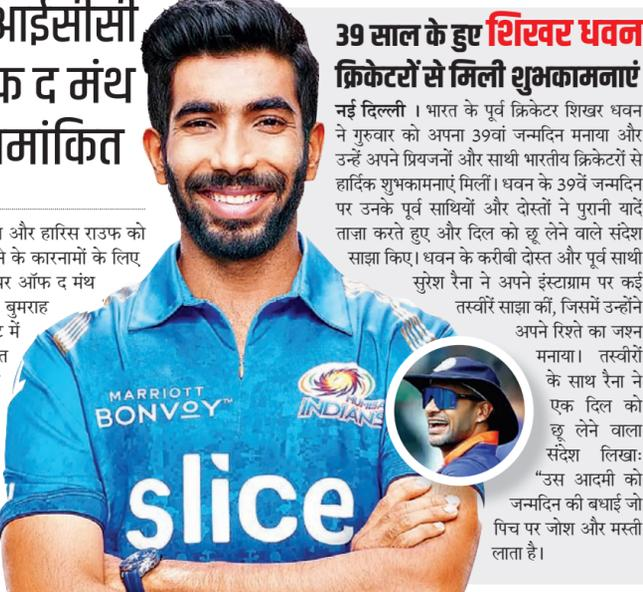 आईसीसी
द मंथ
और हारिस राउफ को
के कारनामों के लिए
ऑफ द मंथ
बुमराह
में
MARRIOTT
BONVOY™
MUMBAI
INDIANS
slice
39 साल के हुए शिखर धवन
क्रिकेटरों से मिली शुभकामनाएं
नई दिल्ली । भारत के पूर्व क्रिकेटर शिखर धवन
ने गुरुवार को अपना 39वां जन्मदिन मनाया और
उन्हें अपने प्रियजनों और साथी भारतीय क्रिकेटरों से
हार्दिक शुभकामनाएं मिलीं। धवन के 39वें जन्मदिन
पर उनके पूर्व साथियों और दोस्तों ने पुरानी यादें
ताज़ा करते हुए और दिल को छू लेने वाले संदेश
साझा किए। धवन के करीबी दोस्त और पूर्व साथी
सुरेश रैना ने अपने इंस्टाग्राम पर कई
तस्वीरें साझा कीं, जिसमें उन्होंने
अपने रिश्ते का जश्न
मनाया। तस्वीरों
के साथ रैना ने
एक दिल को
छू लेने वाला
संदेश लिखाः
“उस आदमी को
जन्मदिन की बधाई जो
पिच पर जोश और मस्ती
लाता है।